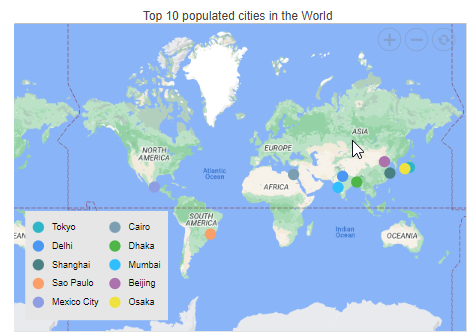 Top 10 populated cities in the World
ASIA
NORTH
AMERICA
EUROPE
Atlantic
Ocean
AFRICA
SOUTH
AMERICA
Indian
Ocean
OCEANIA
AN
Tokyo
Cairo
Delhi
Dhaka
Shanghai
Mumbai
Sao Paulo
Beijing
Mexico City
Osaka